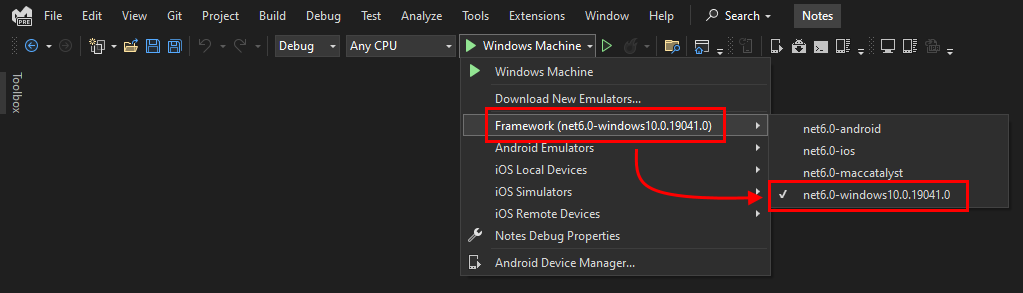 File Edit View Git Project Build Debug Test Analyze Tools Extensions Window Help Search Notes
PRE
Debug Any CPU Windows Machine
Toolbox
Windows Machine
Download New Emulators...
Framework (net6.0-windows10.0.19041.0)
net6.0-android
Android Emulators
net6.0-ios
iOS Local Devices
net6.0-maccatalyst
iOS Simulators
net6.0-windows10.0.19041.0
iOS Remote Devices
Notes Debug Properties
Android Device Manager...